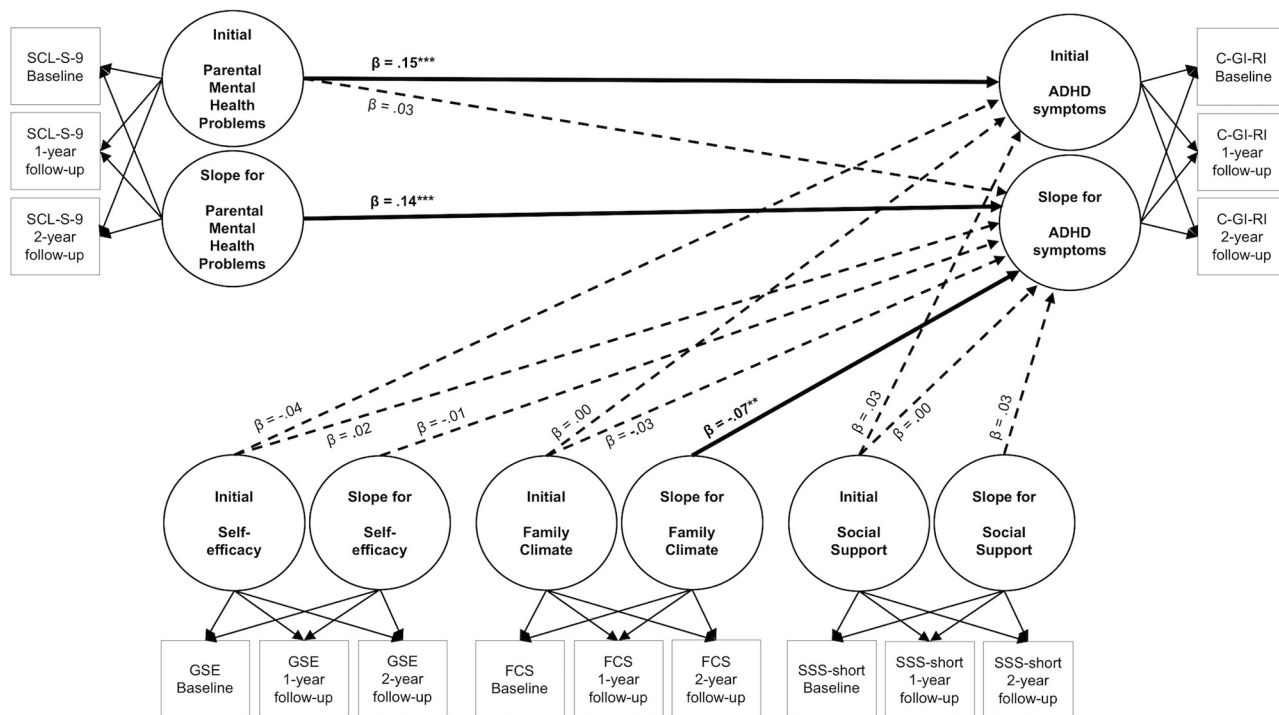 SCL-S-9
Baseline
SCL-S-9
1-year
follow-up
SCL-S-9
2-year
follow-up
Initial
Parental
Mental
Health
Problems
Slope for
Parental
Mental
Health
Problems
β = .15***
β = .03
β = .14***
Initial
ADHD
symptoms
Slope for
ADHD
symptoms
C-GI-RI
Baseline
C-GI-RI
1-year
follow-up
C-GI-RI
2-year
follow-up
β = -.04
β = .02
β = -.01
β = .00
β = -.03
β = -.07**
β = .03
β = .00
β = .03
Initial
Self-
efficacy
Slope for
Self-
efficacy
Initial
Family
Climate
Slope for
Family
Climate
Initial
Social
Support
Slope for
Social
Support
GSE
Baseline
GSE
1-year
follow-up
GSE
2-year
follow-up
FCS
Baseline
FCS
1-year
follow-up
FCS
2-year
follow-up
SSS-short
Baseline
SSS-short
1-year
follow-up
SSS-short
2-year
follow-up